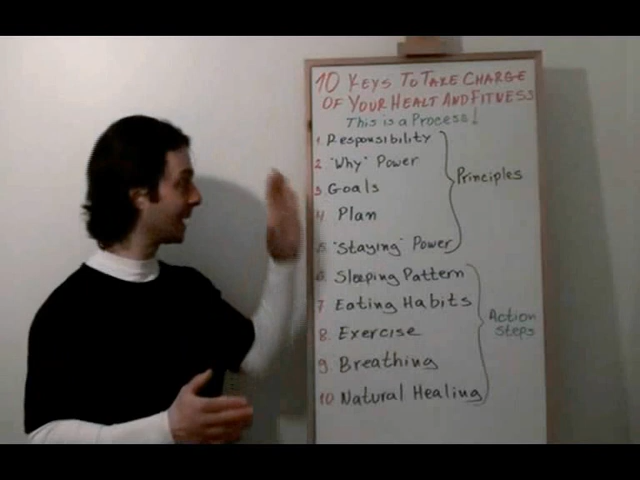 10 KEYS TO TAKE CHARGE
OF YOUR HEALT AND FITNESS
This is a Process!
1 Responsibility
2 "Why" Power
3 Goals
4 Plan
5 "Staying" Power
Principles
6 Sleeping Pattern
7 Eating Habits
8. Exercise
9. Breathing
10 Natural Healing
Action
Steps